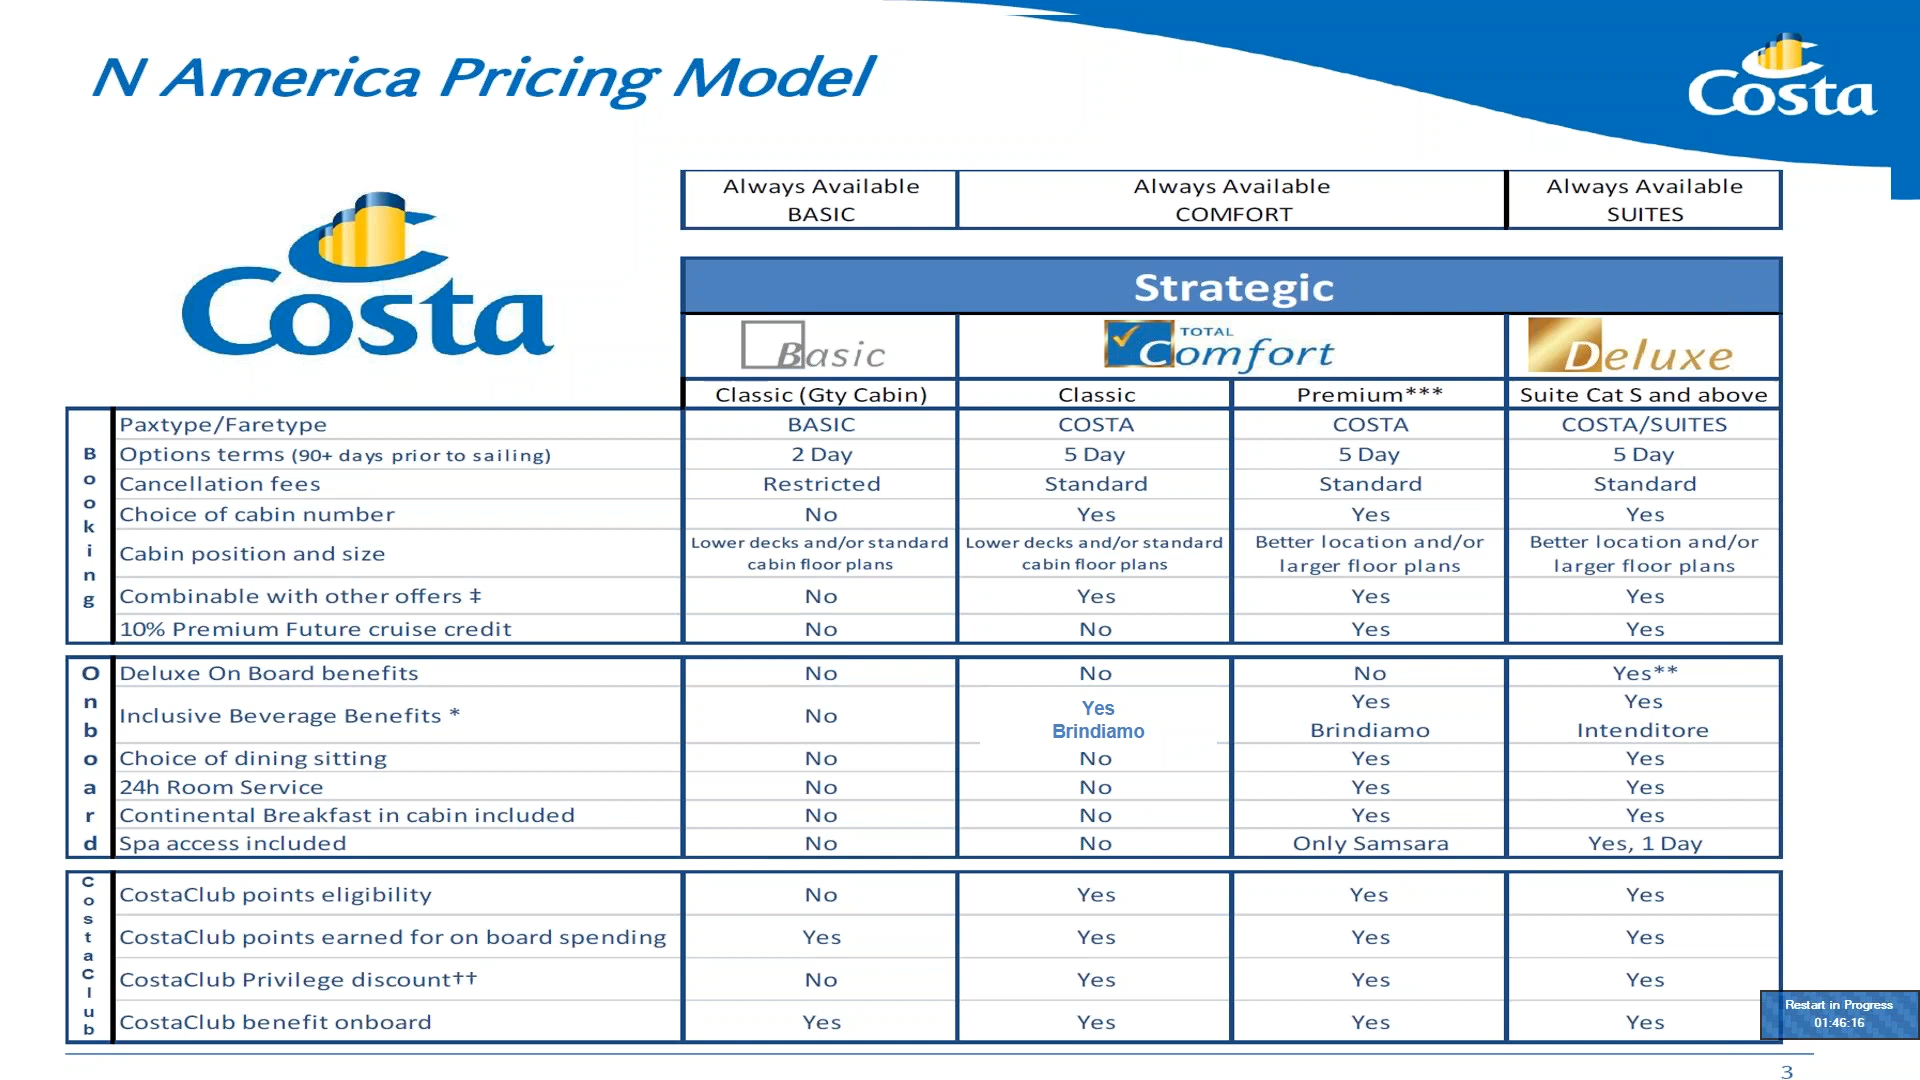 N America Pricing Model
Costa
Always Available Always Available Always Available
BASIC COMFORT SUITES
Costa
Strategic
Basic TOTAL Comfort Deluxe
Classic (Gty Cabin) Classic Premium*** Suite Cat S and above
Booking
Paxtype/Faretype BASIC COSTA COSTA COSTA/SUITES
Options terms (90+ days prior to sailing) 2 Day 5 Day 5 Day 5 Day
Cancellation fees Restricted Standard Standard Standard
Choice of cabin number No Yes Yes Yes
Cabin position and size Lower decks and/or standard cabin floor plans Lower decks and/or standard cabin floor plans Better location and/or larger floor plans Better location and/or larger floor plans
Combinable with other offers ‡ No Yes Yes Yes
10% Premium Future cruise credit No No Yes Yes
Onboard
Deluxe On Board benefits No No No Yes**
Inclusive Beverage Benefits * No Yes Brindiamo Yes Brindiamo Yes Intenditore
Choice of dining sitting No No Yes Yes
24h Room Service No No Yes Yes
Continental Breakfast in cabin included No No Yes Yes
Spa access included No No Only Samsara Yes, 1 Day
CostaClub
CostaClub points eligibility No Yes Yes Yes
CostaClub points earned for on board spending Yes Yes Yes Yes
CostaClub Privilege discount†† No Yes Yes Yes
CostaClub benefit onboard Yes Yes Yes Yes
Restart in Progress
01:46:16
3